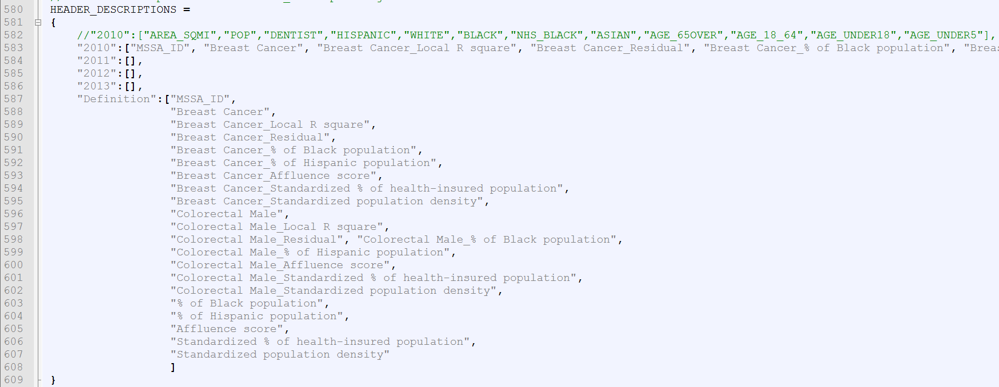 580 HEADER_DESCRIPTIONS =
581 {
582 //"2010":["AREA_SQMI","POP","DENTIST","HISPANIC","WHITE","BLACK","NHS_BLACK","ASIAN","AGE_65OVER","AGE_18_64","AGE_UNDER18","AGE_UNDER5"],
583 "2010":["MSSA_ID", "Breast Cancer", "Breast Cancer_Local R square", "Breast Cancer_Residual", "Breast Cancer_% of Black population",
584 "2011":[],
585 "2012":[],
586 "2013":[],
587 "Definition":["MSSA_ID",
588 "Breast Cancer",
589 "Breast Cancer_Local R square",
590 "Breast Cancer_Residual",
591 "Breast Cancer_% of Black population",
592 "Breast Cancer_% of Hispanic population",
593 "Breast Cancer_Affluence score",
594 "Breast Cancer_Standardized % of health-insured population",
595 "Breast Cancer_Standardized population density",
596 "Colorectal Male",
597 "Colorectal Male_Local R square",
598 "Colorectal Male_Residual", "Colorectal Male_% of Black population",
599 "Colorectal Male_% of Hispanic population",
600 "Colorectal Male_Affluence score",
601 "Colorectal Male_Standardized % of health-insured population",
602 "Colorectal Male_Standardized population density",
603 "% of Black population",
604 "% of Hispanic population",
605 "Affluence score",
606 "Standardized % of health-insured population",
607 "Standardized population density"
608 ]
609 }